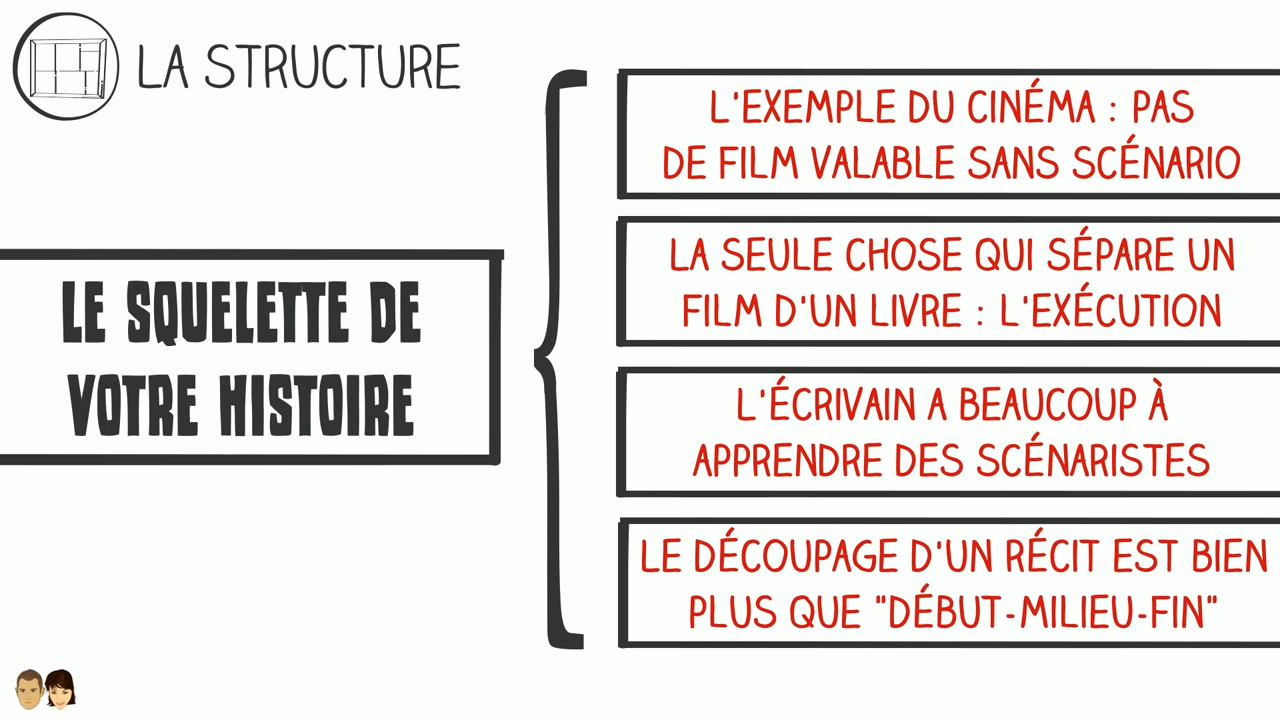 LA STRUCTURE
LE SQUELETTE DE
VOTRE HISTOIRE
L'EXEMPLE DU CINÉMA : PAS
DE FILM VALABLE SANS SCÉNARIO
LA SEULE CHOSE QUI SÉPARE UN
FILM D'UN LIVRE : L'EXÉCUTION
L'ÉCRIVAIN A BEAUCOUP À
APPRENDRE DES SCÉNARISTES
LE DÉCOUPAGE D'UN RÉCIT EST BIEN
PLUS QUE "DÉBUT-MILIEU-FIN"